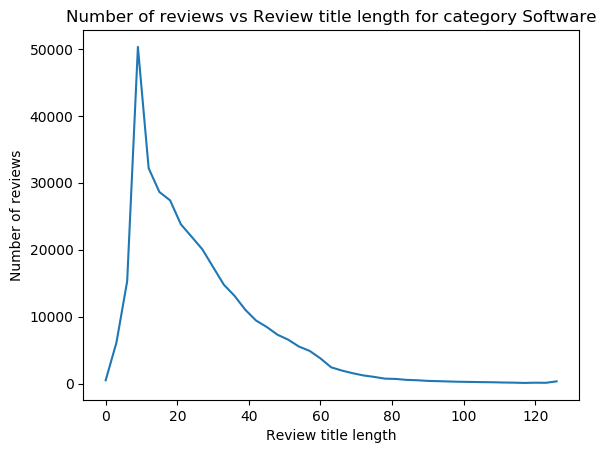 Number of reviews vs Review title length for category Software
50000
40000
30000
20000
10000
0
Number of reviews
0 20 40 60 80 100 120
Review title length